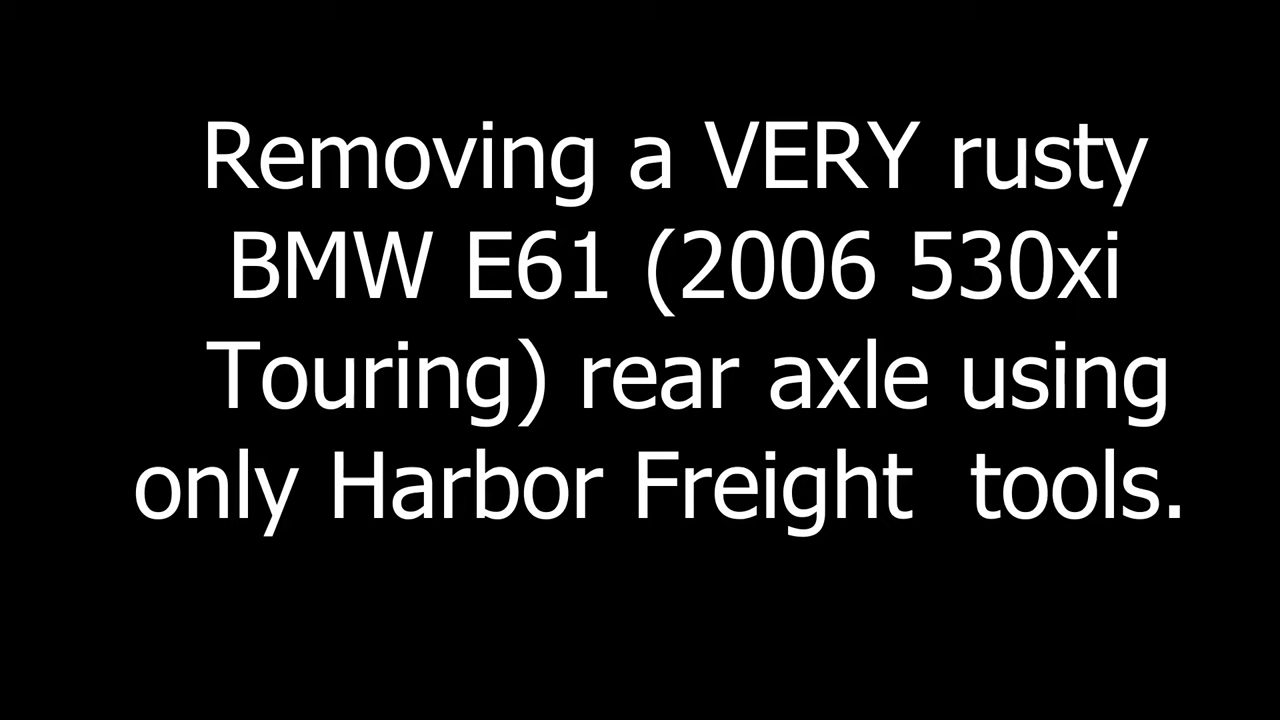 Removing a VERY rusty
BMW E61 (2006 530xi
Touring) rear axle using
only Harbor Freight  tools.